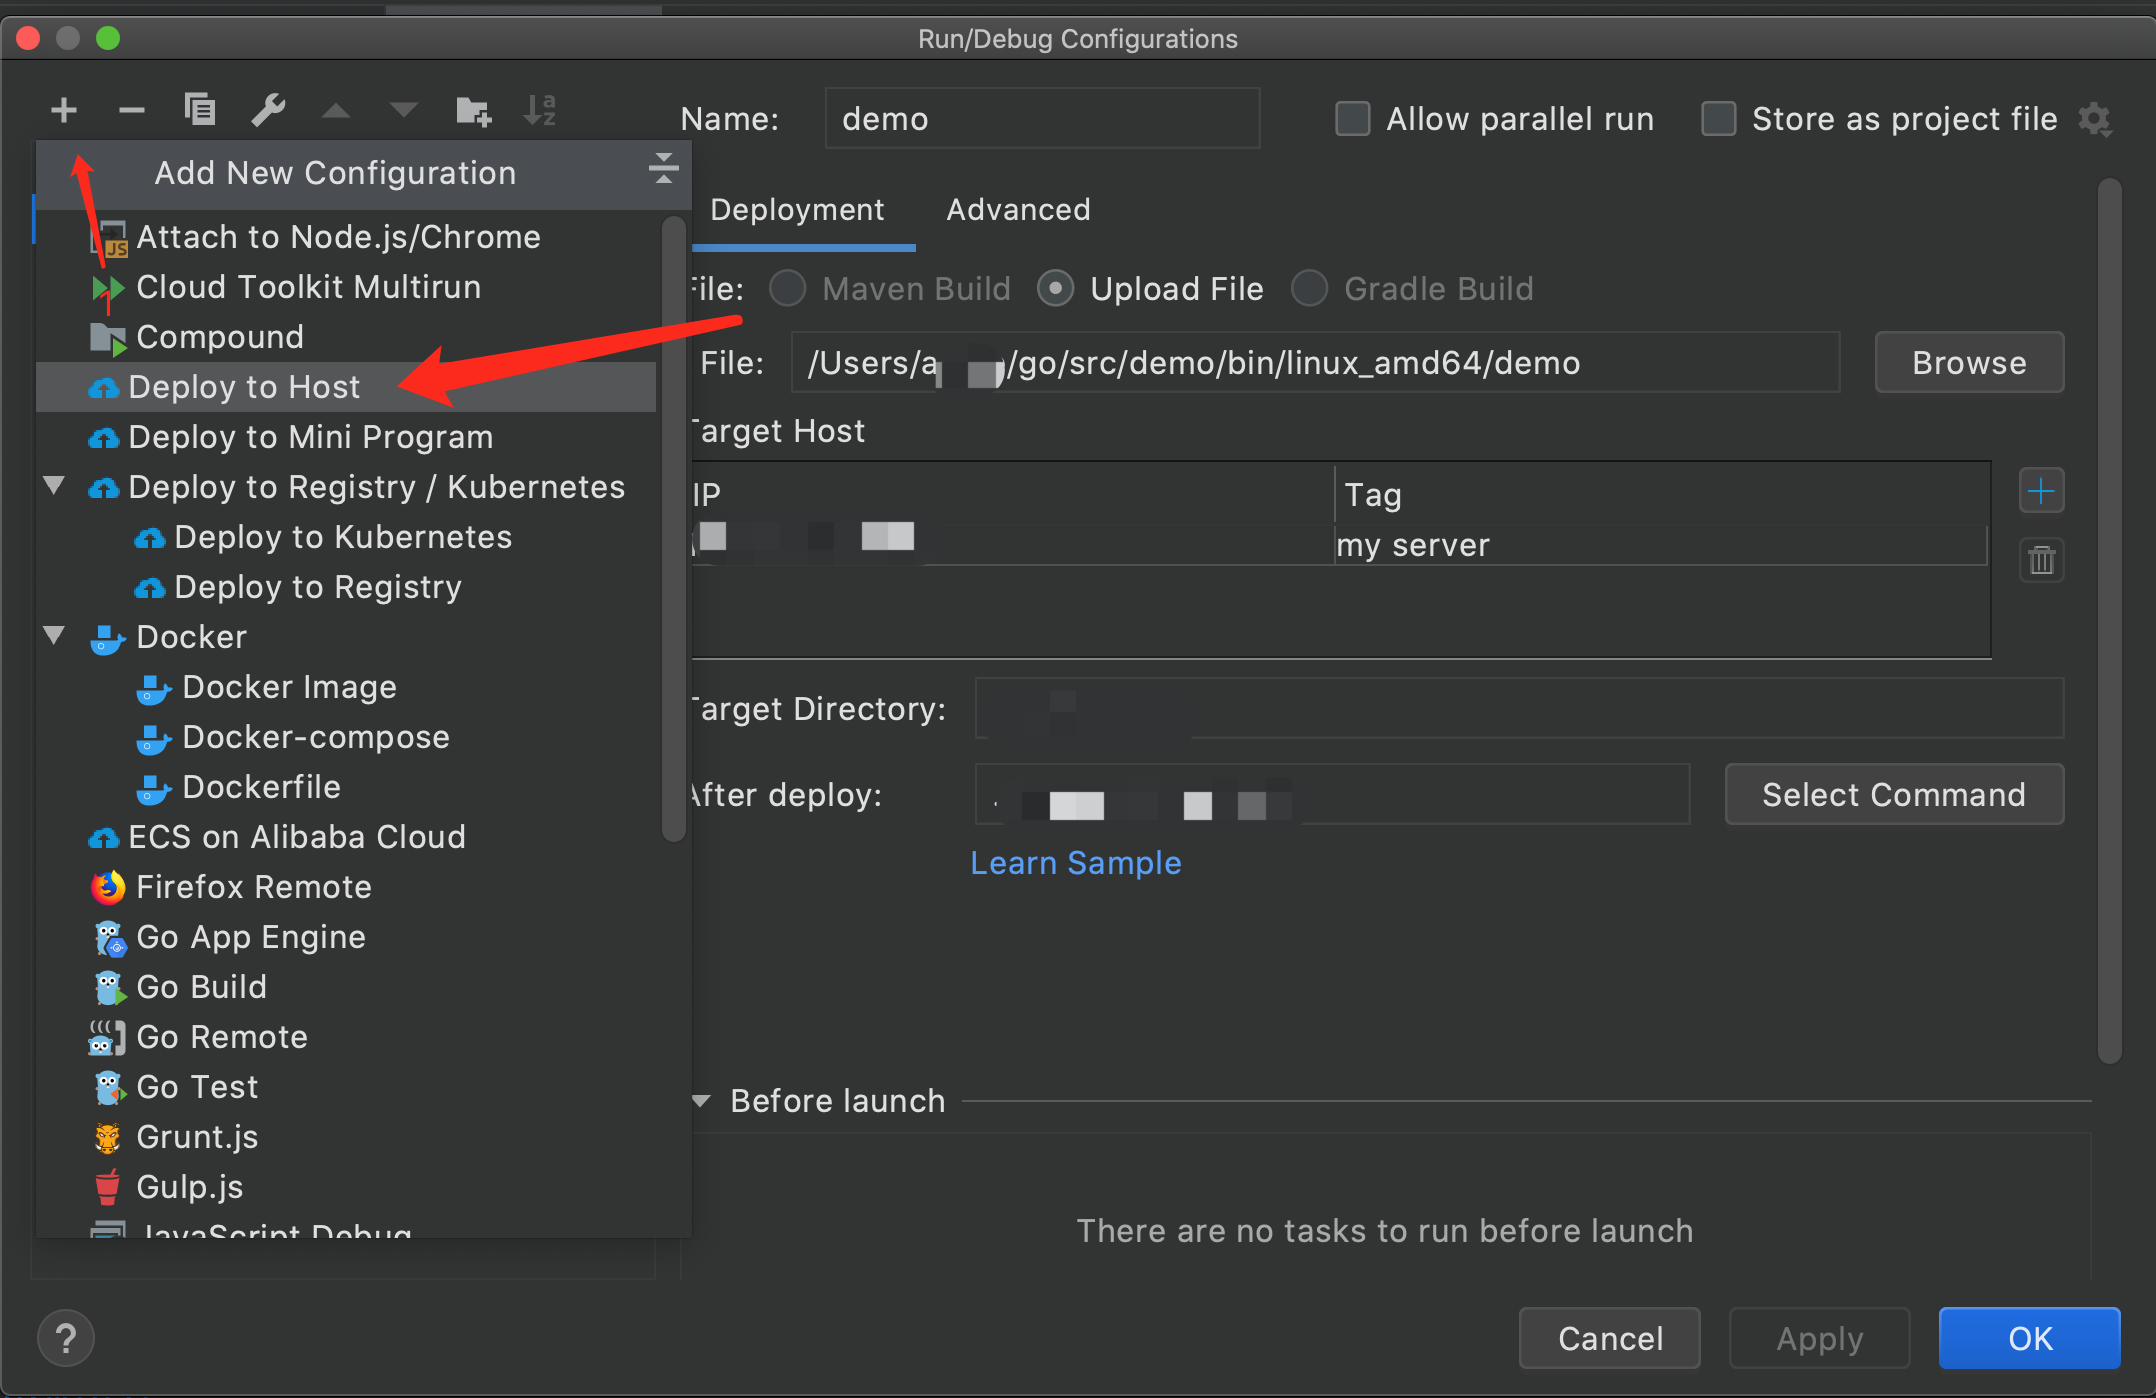 Run/Debug Configurations
Name: demo
Allow parallel run
Store as project file
Add New Configuration
Attach to Node.js/Chrome
Cloud Toolkit Multirun
1
Compound
Deploy to Host
Deploy to Mini Program
Deploy to Registry / Kubernetes
Deploy to Kubernetes
Deploy to Registry
Docker
Docker Image
Docker-compose
Dockerfile
ECS on Alibaba Cloud
Firefox Remote
Go App Engine
Go Build
Go Remote
Go Test
Grunt.js
Gulp.js
JavaScript Debug
Deployment Advanced
File: Maven Build Upload File Gradle Build
File: /Users/a /go/src/demo/bin/linux_amd64/demo Browse
Target Host
IP Tag
my server
Target Directory:
After deploy: Select Command
Learn Sample
Before launch
There are no tasks to run before launch
? Cancel Apply OK